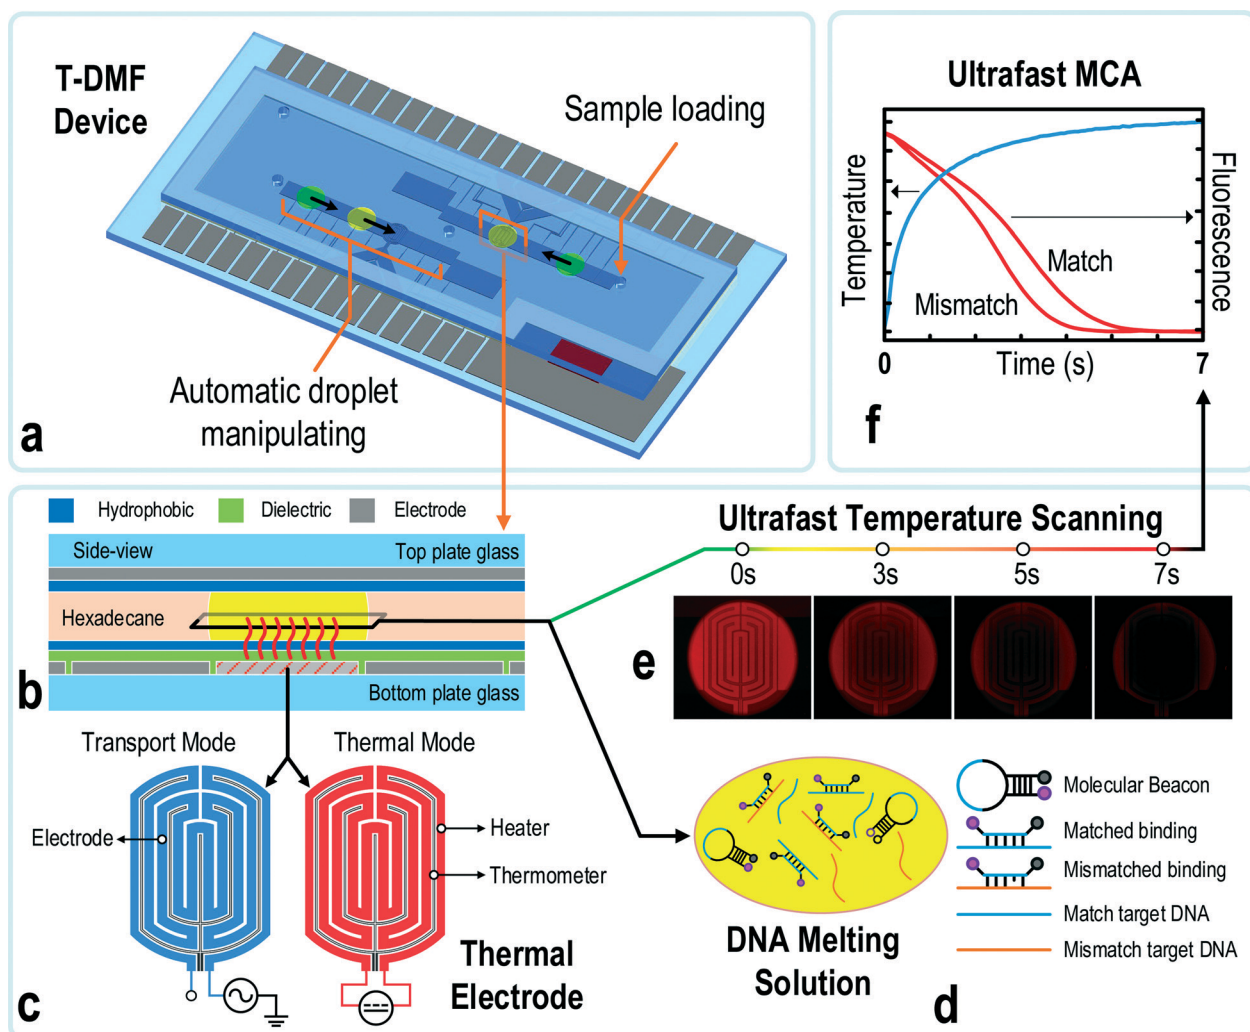 T-DMF
Device
Sample loading
Automatic droplet
manipulating
a
Ultrafast MCA
Temperature
Fluorescence
Match
Mismatch
0
Time (s)
7
f
Hydrophobic
Dielectric
Electrode
Side-view
Top plate glass
Hexadecane
Bottom plate glass
b
Ultrafast Temperature Scanning
0s
3s
5s
7s
e
Transport Mode
Thermal Mode
Electrode
Heater
Thermometer
Thermal
Electrode
c
DNA Melting
Solution
Molecular Beacon
Matched binding
Mismatched binding
Match target DNA
Mismatch target DNA
d